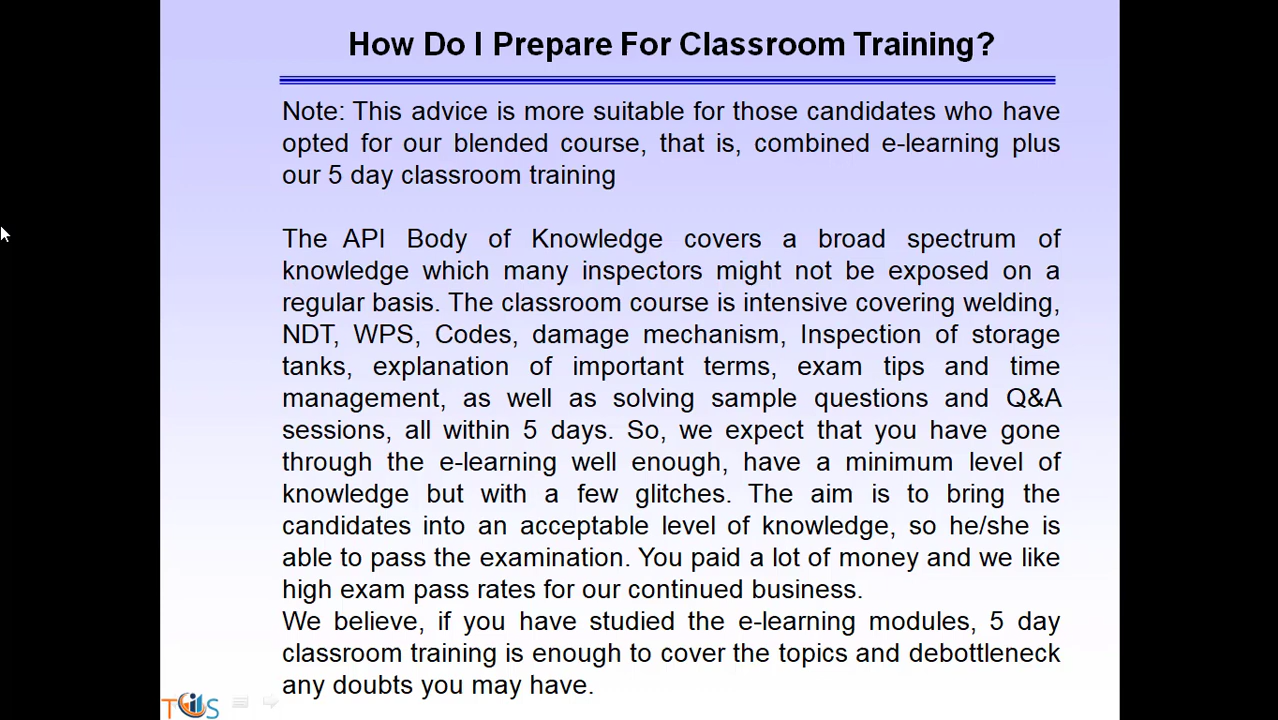 How Do I Prepare For Classroom Training?
Note: This advice is more suitable for those candidates who have
opted for our blended course, that is, combined e-learning plus
our 5 day classroom training
The API Body of Knowledge covers a broad spectrum of
knowledge which many inspectors might not be exposed on a
regular basis. The classroom course is intensive covering welding,
NDT, WPS, Codes, damage mechanism, Inspection of storage
tanks, explanation of important terms, exam tips and time
management, as well as solving sample questions and Q&A
sessions, all within 5 days. So, we expect that you have gone
through the e-learning well enough, have a minimum level of
knowledge but with a few glitches. The aim is to bring the
candidates into an acceptable level of knowledge, so he/she is
able to pass the examination. You paid a lot of money and we like
high exam pass rates for our continued business.
We believe, if you have studied the e-learning modules, 5 day
classroom training is enough to cover the topics and debottleneck
any doubts you may have.